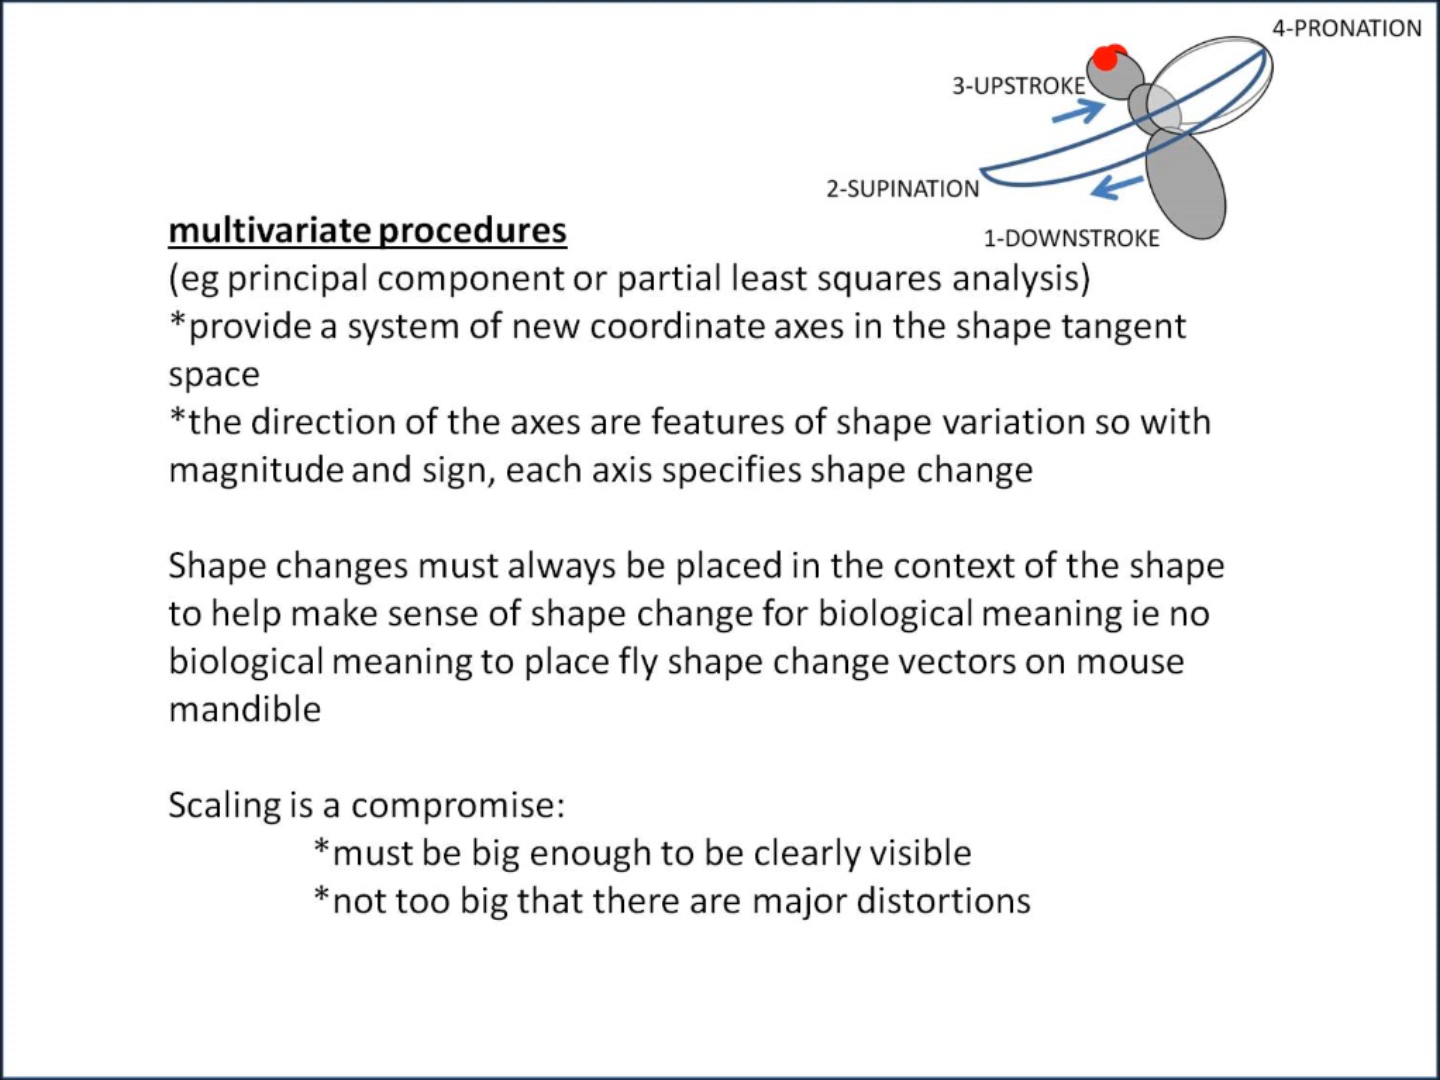 4-PRONATION
3-UPSTROKE
2-SUPINATION
1-DOWNSTROKE
multivariate procedures
(eg principal component or partial least squares analysis)
*provide a system of new coordinate axes in the shape tangent
space
*the direction of the axes are features of shape variation so with
magnitude and sign, each axis specifies shape change
Shape changes must always be placed in the context of the shape
to help make sense of shape change for biological meaning ie no
biological meaning to place fly shape change vectors on mouse
mandible
Scaling is a compromise:
*must be big enough to be clearly visible
*not too big that there are major distortions